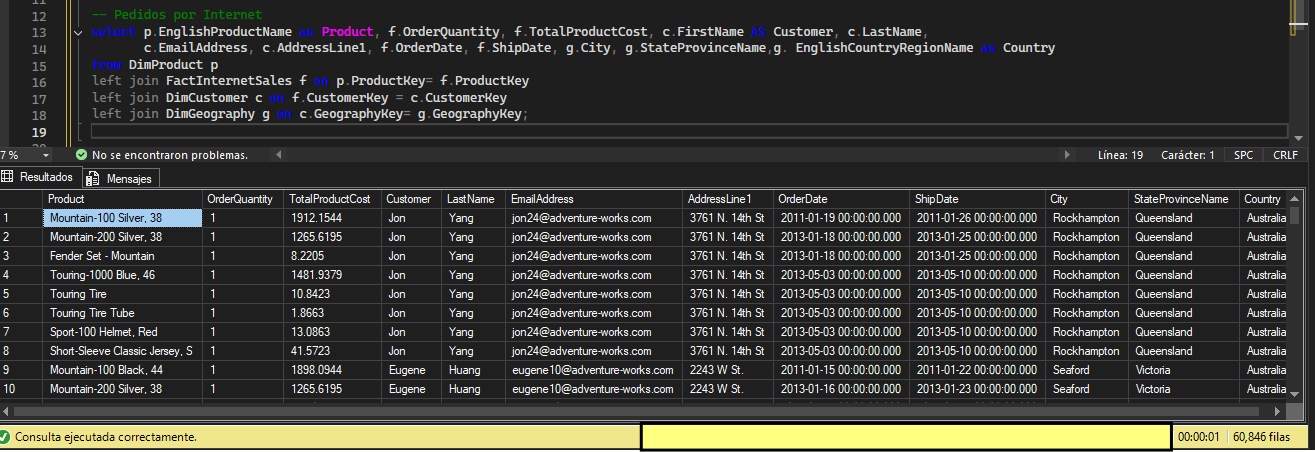 12 -- Pedidos por Internet
13 select p.EnglishProductName as Product, f.OrderQuantity, f.TotalProductCost, c.FirstName AS Customer, c.LastName,
14 c.EmailAddress, c.AddressLine1, f.OrderDate, f.ShipDate, g.City, g.StateProvinceName,g. EnglishCountryRegionName as Country
15 from DimProduct p
16 left join FactInternetSales f on p.ProductKey= f.ProductKey
17 left join DimCustomer c on f.CustomerKey = c.CustomerKey
18 left join DimGeography g on c.GeographyKey= g.GeographyKey;
19
7 % No se encontraron problemas. Línea: 19 Carácter: 1 SPC CRLF
Resultados Mensajes
Product OrderQuantity TotalProductCost Customer LastName EmailAddress AddressLine1 OrderDate ShipDate City StateProvinceName Country
1 Mountain-100 Silver, 38 1 1912.1544 Jon Yang jon24@adventure-works.com 3761 N. 14th St 2011-01-19 00:00:00.000 2011-01-26 00:00:00.000 Rockhampton Queensland Australia
2 Mountain-200 Silver, 38 1 1265.6195 Jon Yang jon24@adventure-works.com 3761 N. 14th St 2013-01-18 00:00:00.000 2013-01-25 00:00:00.000 Rockhampton Queensland Australia
3 Fender Set - Mountain 1 8.2205 Jon Yang jon24@adventure-works.com 3761 N. 14th St 2013-01-18 00:00:00.000 2013-01-25 00:00:00.000 Rockhampton Queensland Australia
4 Touring-1000 Blue, 46 1 1481.9379 Jon Yang jon24@adventure-works.com 3761 N. 14th St 2013-05-03 00:00:00.000 2013-05-10 00:00:00.000 Rockhampton Queensland Australia
5 Touring Tire 1 10.8423 Jon Yang jon24@adventure-works.com 3761 N. 14th St 2013-05-03 00:00:00.000 2013-05-10 00:00:00.000 Rockhampton Queensland Australia
6 Touring Tire Tube 1 1.8663 Jon Yang jon24@adventure-works.com 3761 N. 14th St 2013-05-03 00:00:00.000 2013-05-10 00:00:00.000 Rockhampton Queensland Australia
7 Sport-100 Helmet, Red 1 13.0863 Jon Yang jon24@adventure-works.com 3761 N. 14th St 2013-05-03 00:00:00.000 2013-05-10 00:00:00.000 Rockhampton Queensland Australia
8 Short-Sleeve Classic Jersey, S 1 41.5723 Jon Yang jon24@adventure-works.com 3761 N. 14th St 2013-05-03 00:00:00.000 2013-05-10 00:00:00.000 Rockhampton Queensland Australia
9 Mountain-100 Black, 44 1 1898.0944 Eugene Huang eugene10@adventure-works.com 2243 W St. 2011-01-15 00:00:00.000 2011-01-22 00:00:00.000 Seaford Victoria Australia
10 Mountain-200 Silver, 38 1 1265.6195 Eugene Huang eugene10@adventure-works.com 2243 W St. 2013-01-16 00:00:00.000 2013-01-23 00:00:00.000 Seaford Victoria Australia
Consulta ejecutada correctamente. 00:00:01 60,846 filas